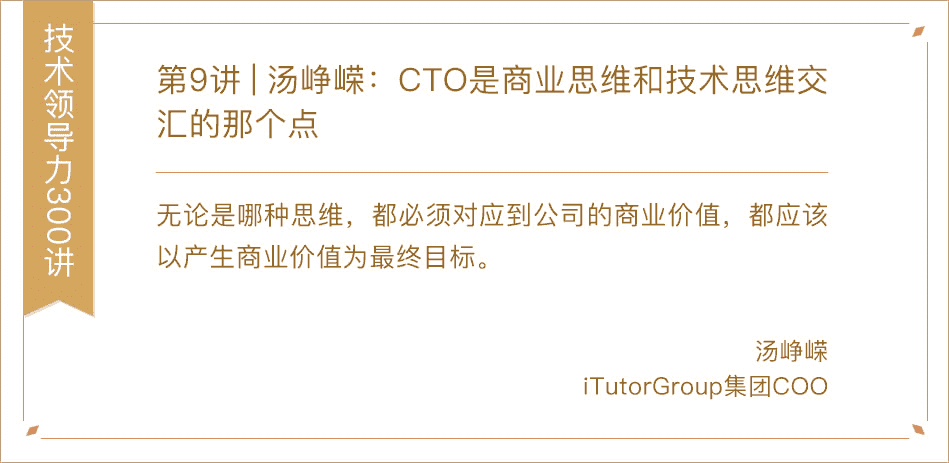 技术领导力300讲
第9讲 | 汤峥嵘：CTO是商业思维和技术思维交
汇的那个点
无论是哪种思维，都必须对应到公司的商业价值，都应该
以产生商业价值为最终目标。
汤峥嵘
iTutorGroup集团COO